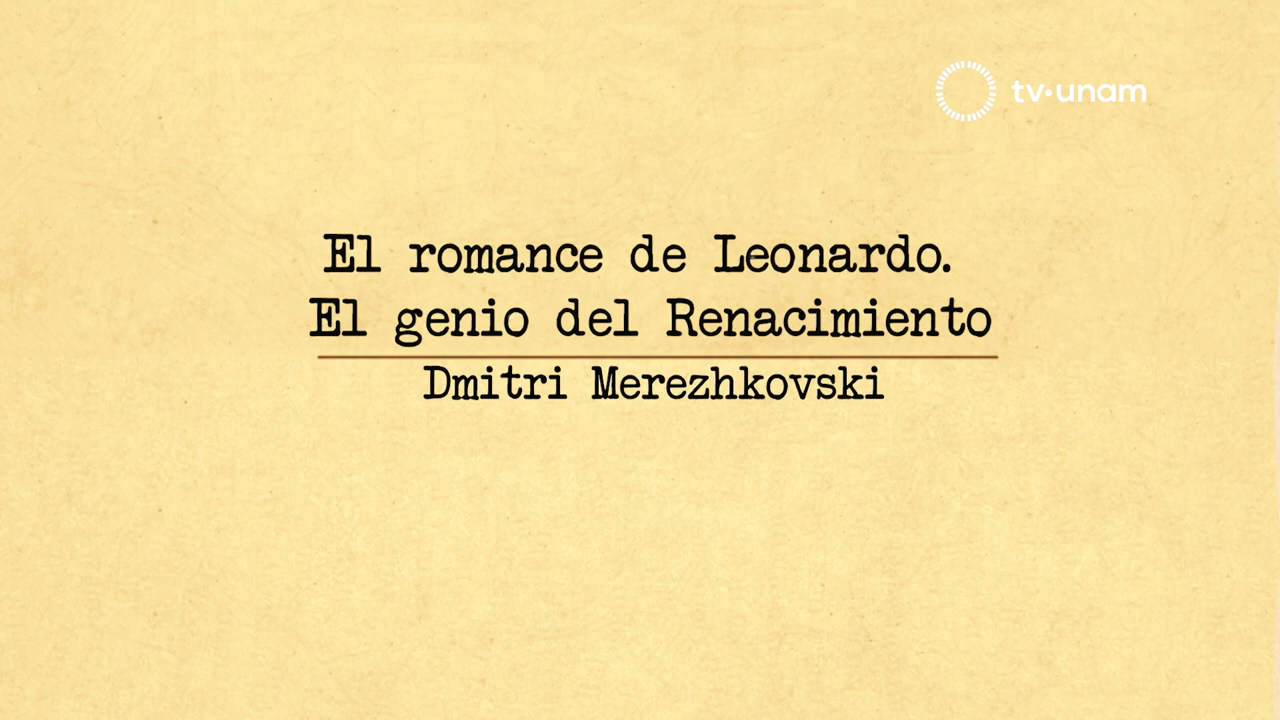 tv·unam
El romance de Leonardo.
El genio del Renacimiento
Dmitri Merezhkovski